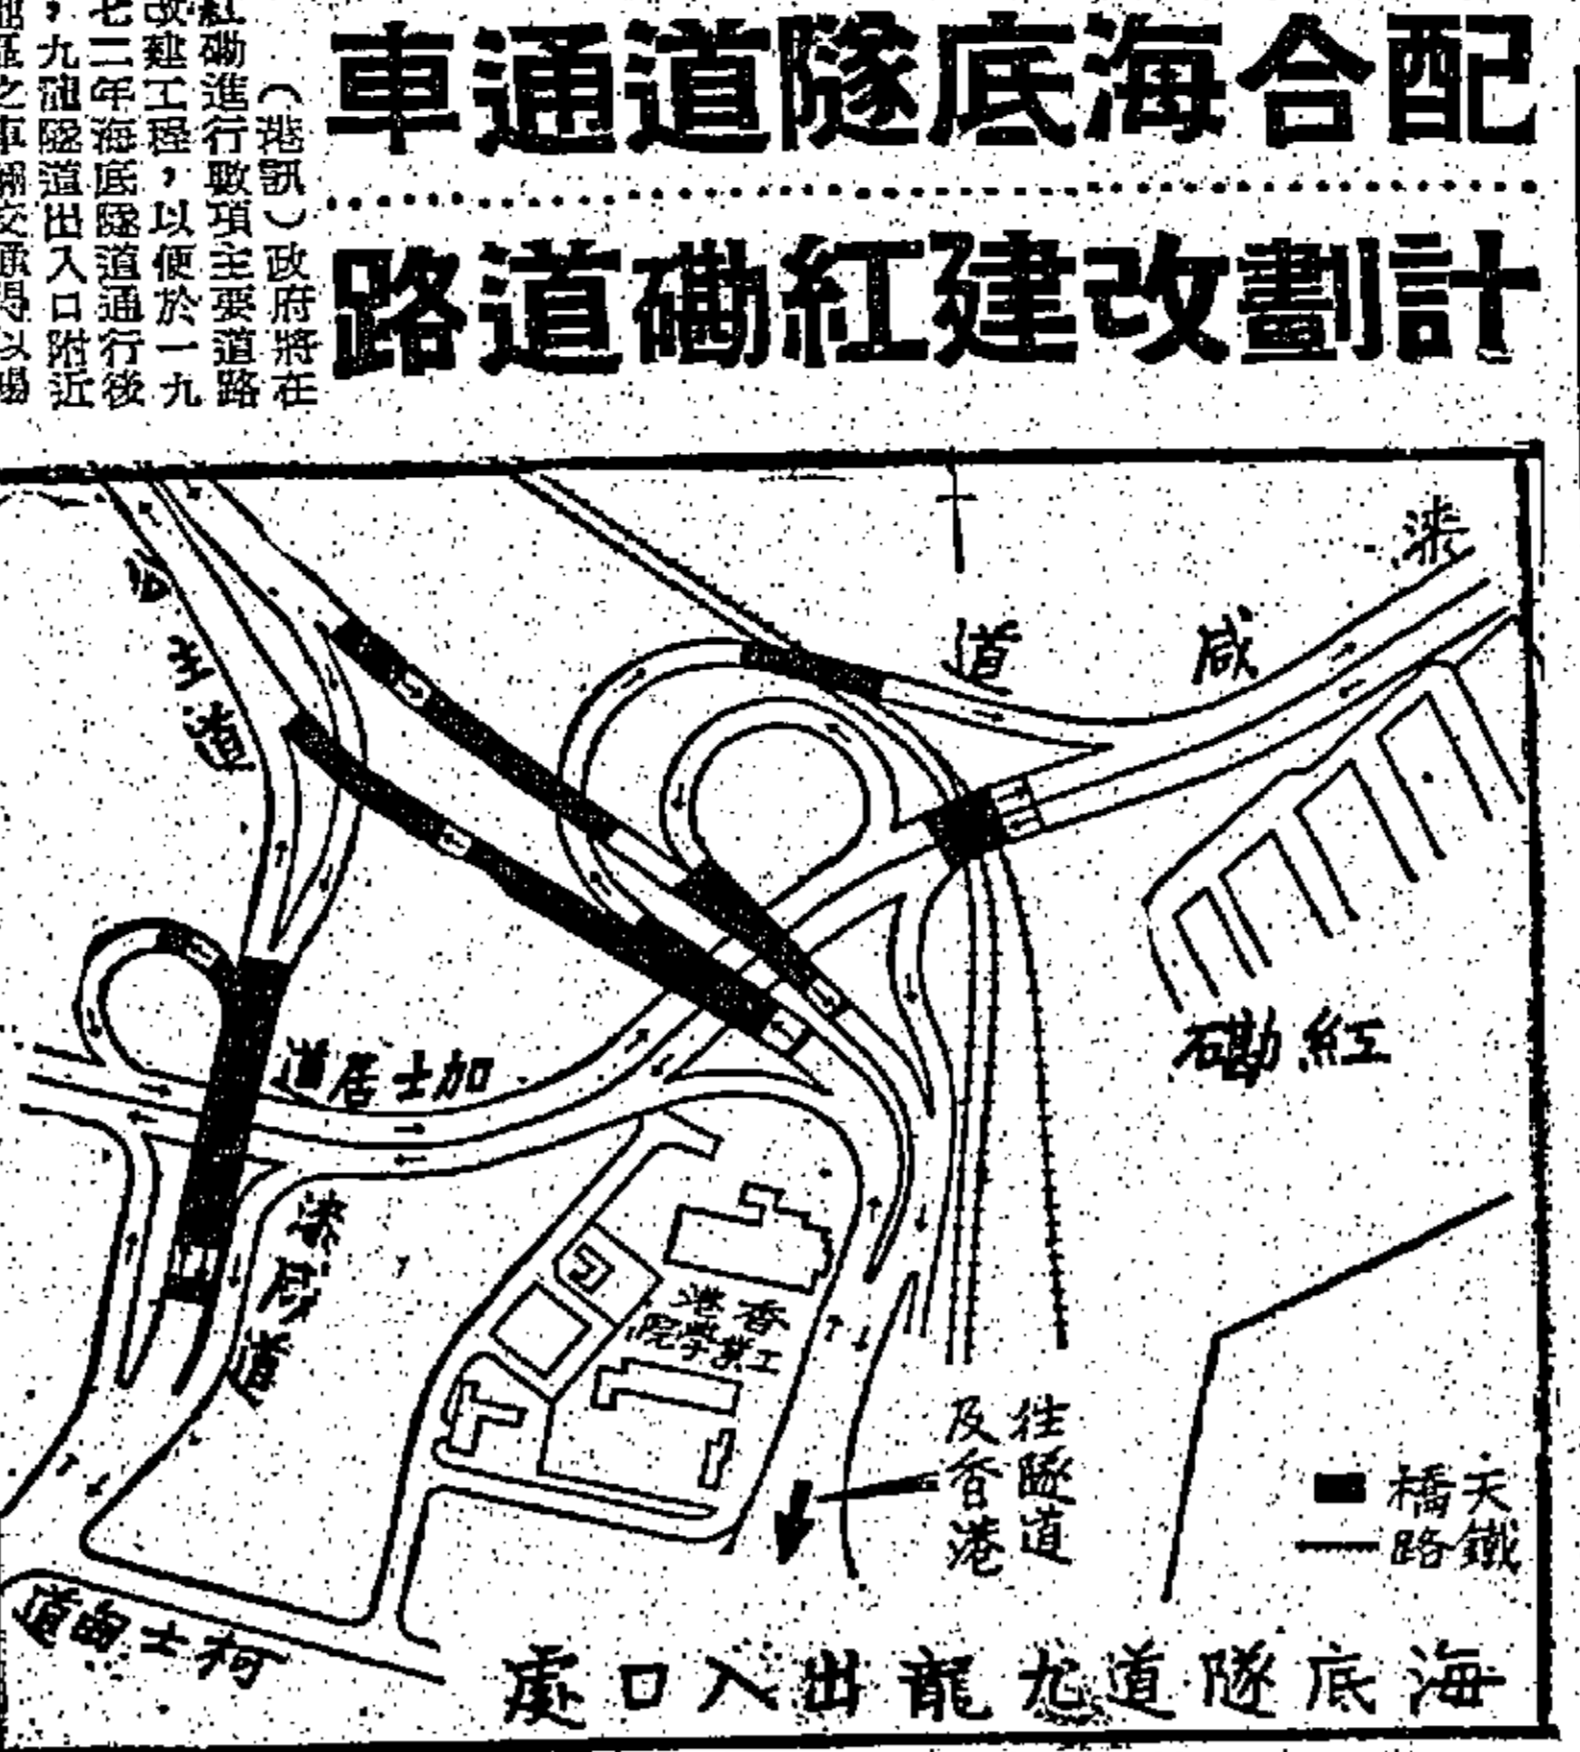 配合海底隧道通車
計劃改建紅磡道路
（港訊）政府將在
紅磡進行數項主要道路
改建工程，以便於一九
七二年海底隧道通行後
，九龍隧道出入口附近
漆咸道
公主道
紅磡
加士居道
漆咸道
香港
工業學院
往隧道
及香港
天橋
鐵路
柯士甸道
海底隧道九龍出入口處